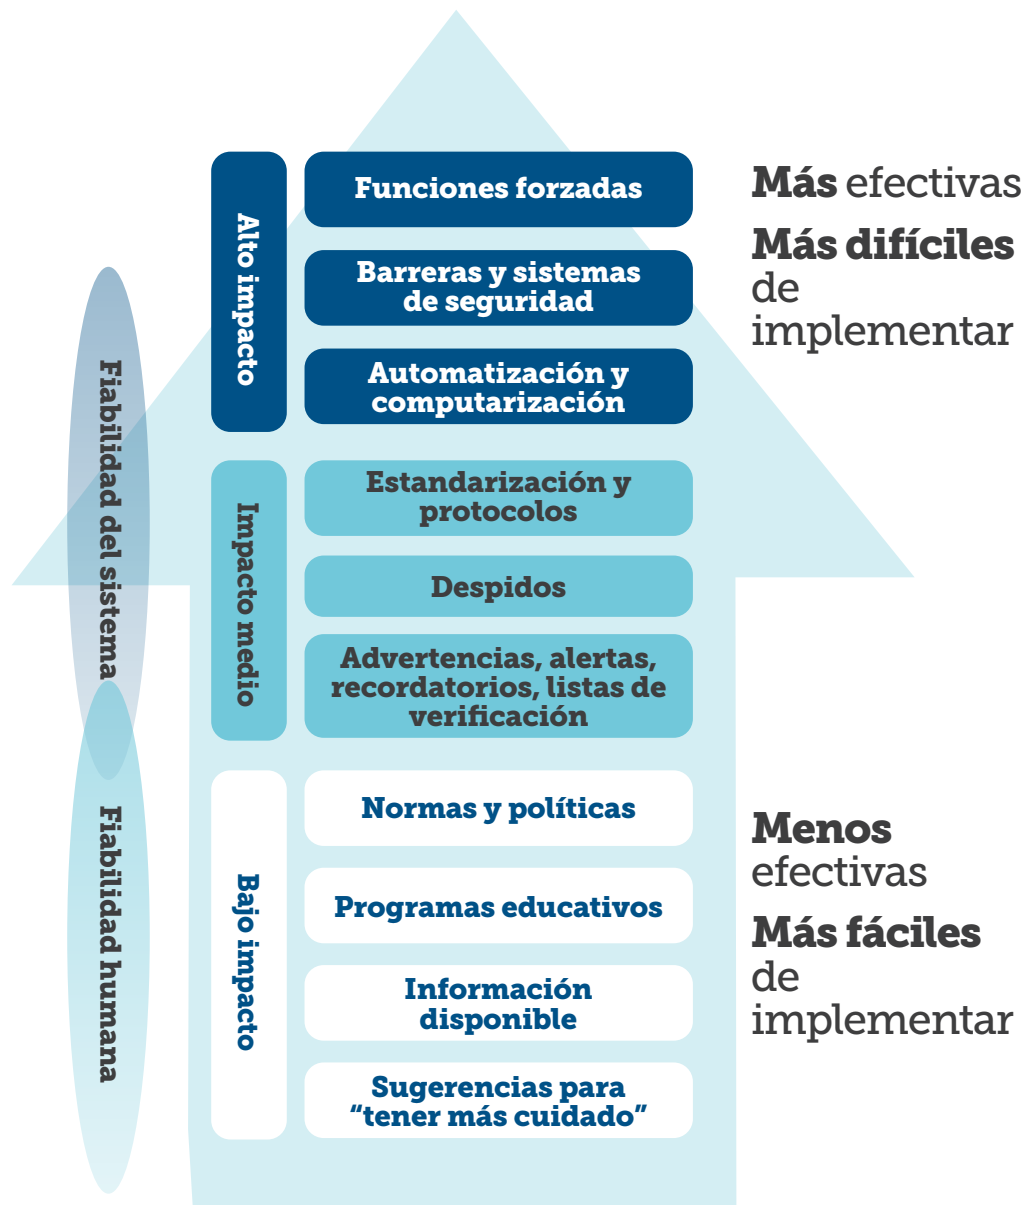 Fiabilidad del sistema
Fiabilidad humana
Alto impacto
Funciones forzadas
Barreras y sistemas
de seguridad
Automatización y
computarización
Impacto medio
Estandarización y
protocolos
Despidos
Advertencias, alertas,
recordatorios, listas de
verificación
Bajo impacto
Normas y políticas
Programas educativos
Información
disponible
Sugerencias para
“tener más cuidado”
Más efectivas
Más difíciles
de
implementar
Menos
efectivas
Más fáciles
de
implementar